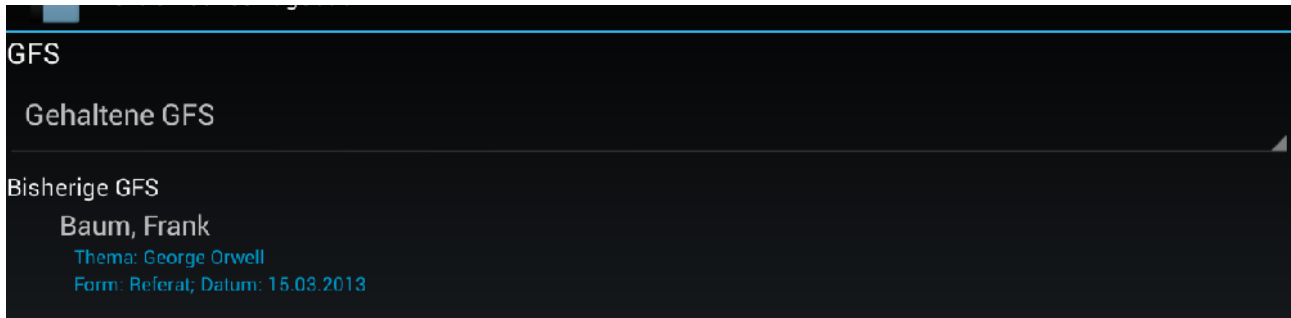 GFS
Gehaltene GFS
Bisherige GFS
Baum, Frank
Thema: George Orwell
Form: Referat; Datum: 15.03.2013